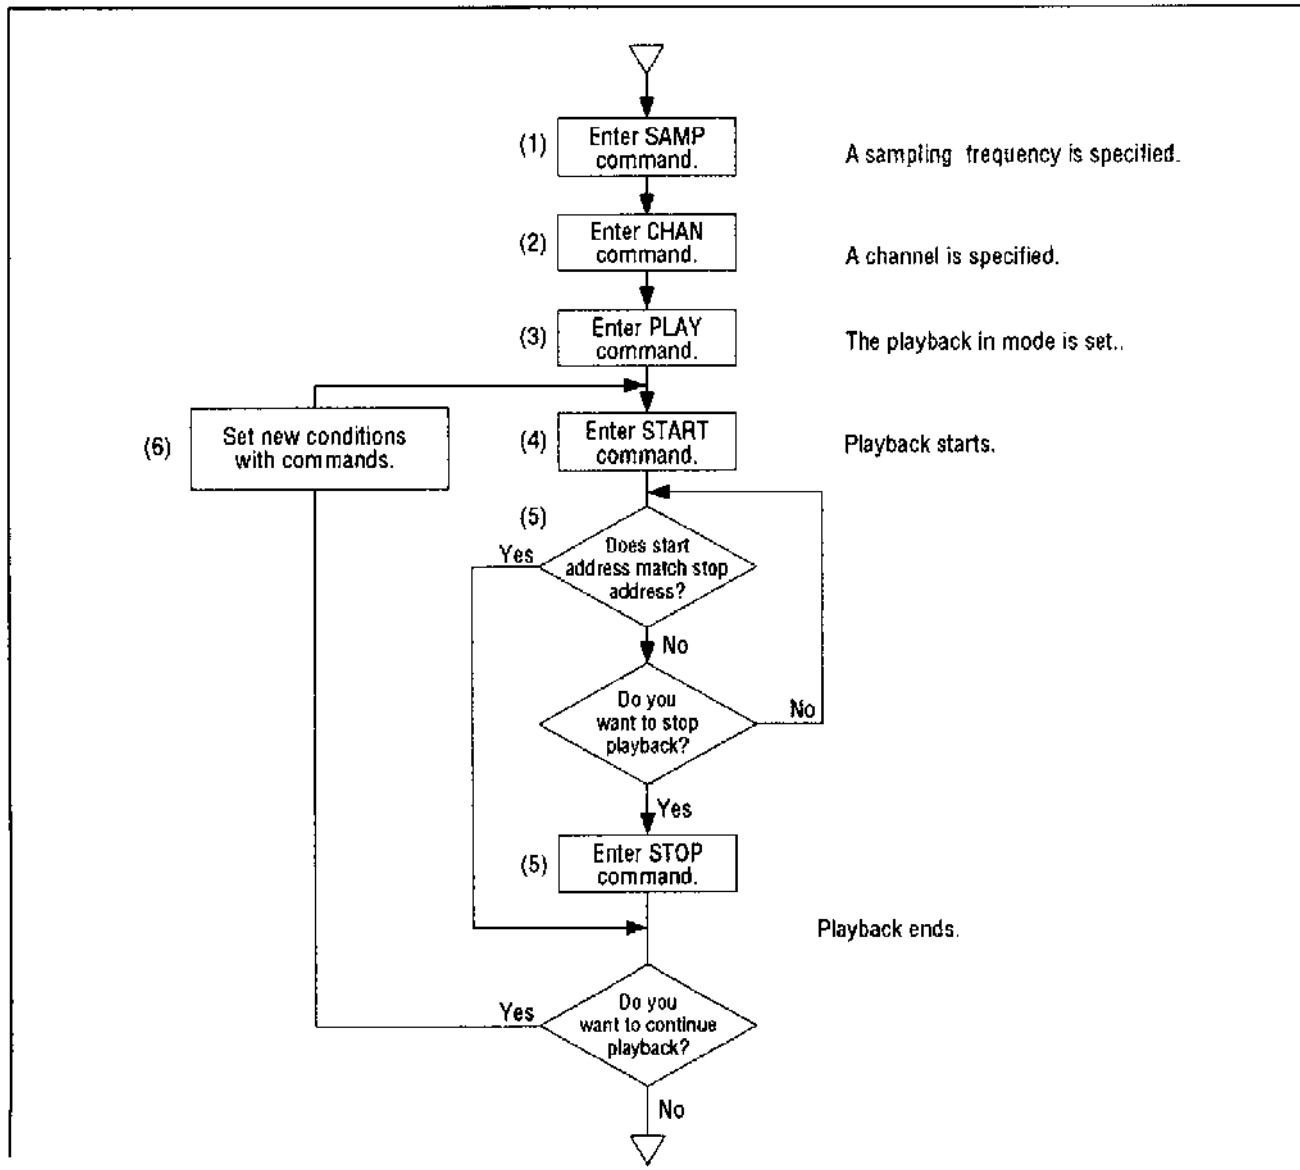 (1)
Enter SAMP
command.
A sampling frequency is specified.
(2)
Enter CHAN
command.
A channel is specified.
(3)
Enter PLAY
command.
The playback in mode is set..
(6)
Set new conditions
with commands.
(4)
Enter START
command.
Playback starts.
(5)
Yes
Does start
address match stop
address?
No
Do you
want to stop
playback?
No
Yes
(5)
Enter STOP
command.
Playback ends.
Yes
Do you
want to continue
playback?
No